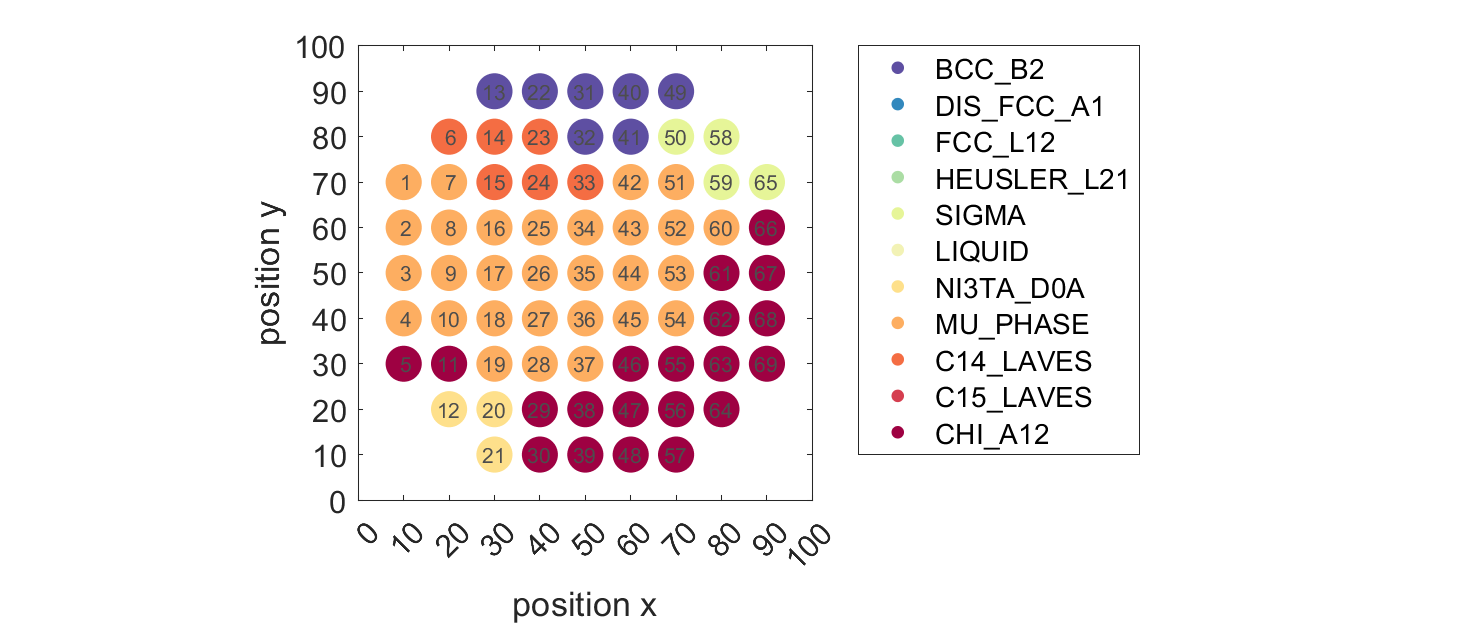 100
90 13 22 31 40 49
80 6 14 23 32 41 50 58
70 1 7 15 24 33 42 51 59 65
60 2 8 16 25 34 43 52 60 66
50 3 9 17 26 35 44 53 61 67
40 4 10 18 27 36 45 54 62 68
30 5 11 19 28 37 46 55 63 69
20 12 20 29 38 47 56 64
10 21 30 39 48 57
0
position y
0 10 20 30 40 50 60 70 80 90 100
position x
BCC_B2
DIS_FCC_A1
FCC_L12
HEUSLER_L21
SIGMA
LIQUID
NI3TA_D0A
MU_PHASE
C14_LAVES
C15_LAVES
CHI_A12